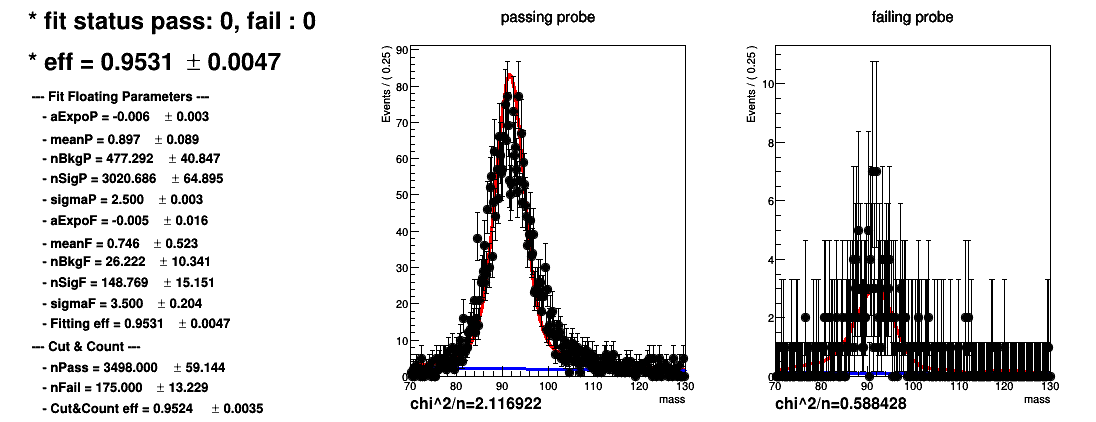 * fit status pass: 0, fail : 0
* eff = 0.9531 ± 0.0047
--- Fit Floating Parameters ---
- aExpoP = -0.006 ± 0.003
- meanP = 0.897 ± 0.089
- nBkgP = 477.292 ± 40.847
- nSigP = 3020.686 ± 64.895
- sigmaP = 2.500 ± 0.003
- aExpoF = -0.005 ± 0.016
- meanF = 0.746 ± 0.523
- nBkgF = 26.222 ± 10.341
- nSigF = 148.769 ± 15.151
- sigmaF = 3.500 ± 0.204
- Fitting eff = 0.9531 ± 0.0047
--- Cut & Count ---
- nPass = 3498.000 ± 59.144
- nFail = 175.000 ± 13.229
- Cut&Count eff = 0.9524 ± 0.0035
passing probe
Events / ( 0.25 )
90
80
70
60
50
40
30
20
10
0
70 80 90 100 110 120 130
mass
chi^2/n=2.116922
failing probe
Events / ( 0.25 )
10
8
6
4
2
0
70 80 90 100 110 120 130
mass
chi^2/n=0.588428